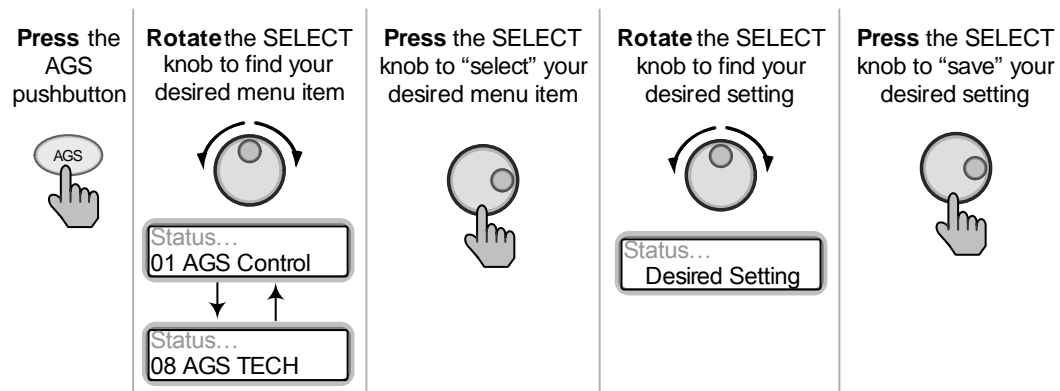 Press the
AGS
pushbutton
AGS
Rotate the SELECT
knob to find your
desired menu item
Status...
01 AGS Control
Status...
08 AGS TECH
Press the SELECT
knob to “select” your
desired menu item
Rotate the SELECT
knob to find your
desired setting
Status...
Desired Setting
Press the SELECT
knob to “save” your
desired setting